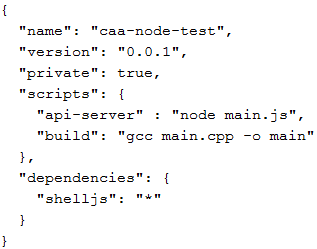 {
  "name": "caa-node-test",
  "version": "0.0.1",
  "private": true,
  "scripts": {
    "api-server" : "node main.js",
    "build": "gcc main.cpp -o main"
  },
  "dependencies": {
    "shelljs": "*"
  }
}